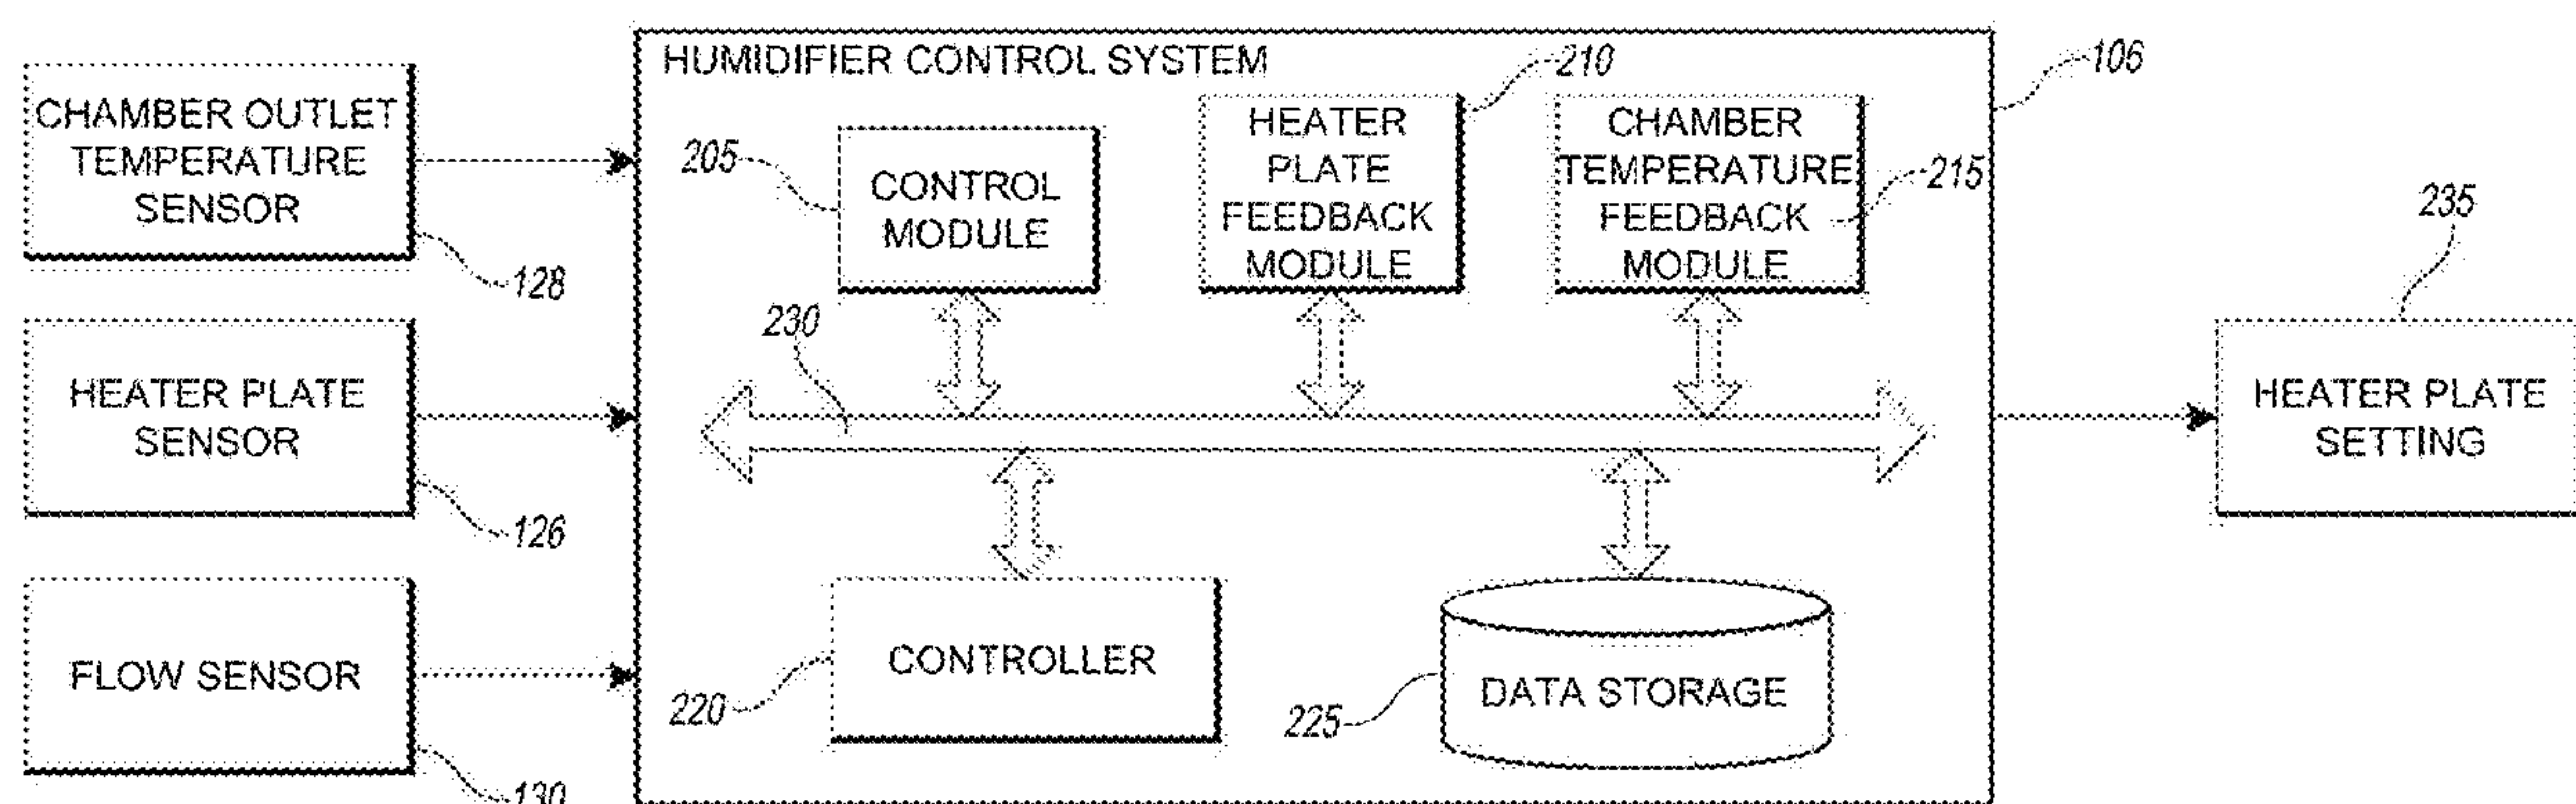 HUMIDIFIER CONTROL SYSTEM
106
CHAMBER OUTLET
TEMPERATURE
SENSOR
128
HEATER PLATE
SENSOR
126
FLOW SENSOR
130
205
CONTROL
MODULE
210
HEATER
PLATE
FEEDBACK
MODULE
CHAMBER
TEMPERATURE
FEEDBACK
MODULE
215
230
220
CONTROLLER
225
DATA STORAGE
235
HEATER PLATE
SETTING